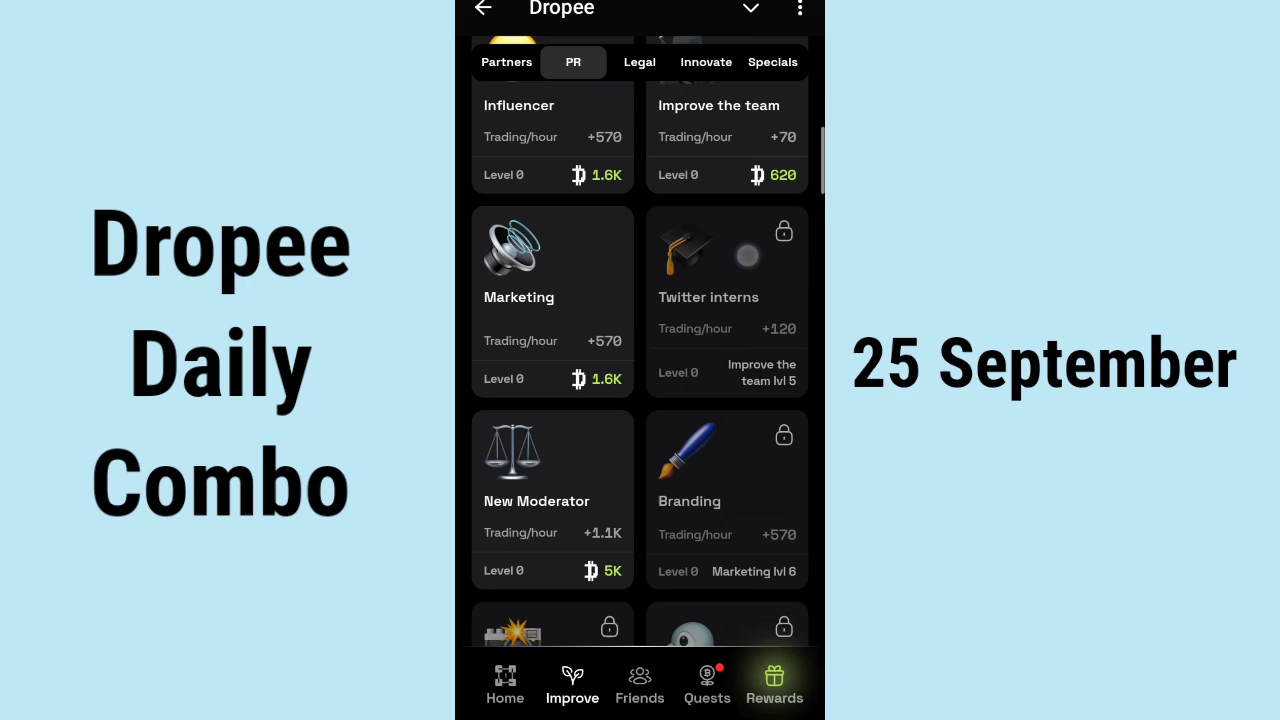 Dropee
Daily
Combo
Dropee
Partners PR Legal Innovate Specials
Influencer
Trading/hour +570
Level 0 1.6K
Improve the team
Trading/hour +70
Level 0 620
Marketing
Trading/hour +570
Level 0 1.6K
Twitter interns
Trading/hour +120
Level 0 Improve the
team lvl 5
New Moderator
Trading/hour +1.1K
Level 0 5K
Branding
Trading/hour +570
Level 0 Marketing lvl 6
Home Improve Friends Quests Rewards
25 September